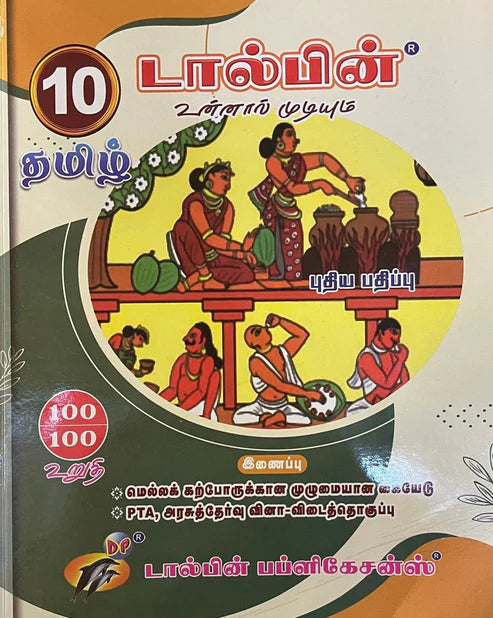 10
டால்பின்®
உன்னால் முடியும்
தமிழ்
புதிய பதிப்பு
100
100
உறுதி
இணைப்பு
மெல்லக் கற்போருக்கான முழுமையான கையேடு
PTA, அரசுத்தேர்வு வினா-விடைத்தொகுப்பு
DP®
டால்பின் பப்ளிகேசன்ஸ்®